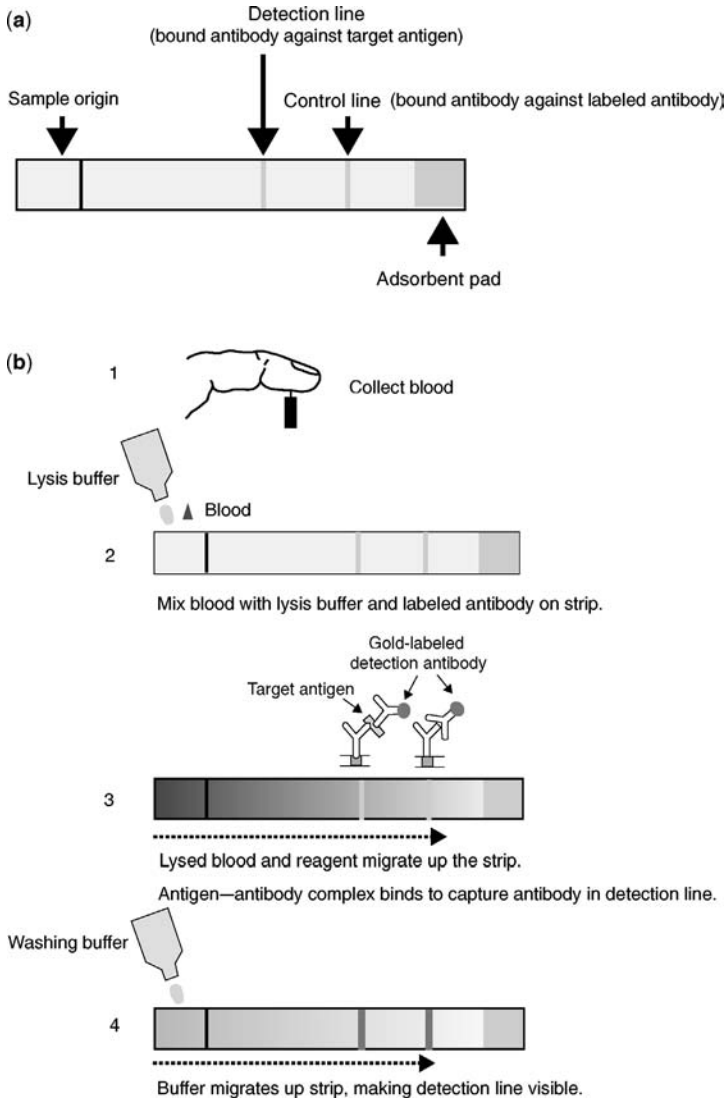 (a)
Detection line
(bound antibody against target antigen)
Sample origin
Control line (bound antibody against labeled antibody)
Adsorbent pad
(b)
1
Collect blood
Lysis buffer
Blood
2
Mix blood with lysis buffer and labeled antibody on strip.
Gold-labeled
detection antibody
Target antigen
3
Lysed blood and reagent migrate up the strip.
Antigen—antibody complex binds to capture antibody in detection line.
Washing buffer
4
Buffer migrates up strip, making detection line visible.